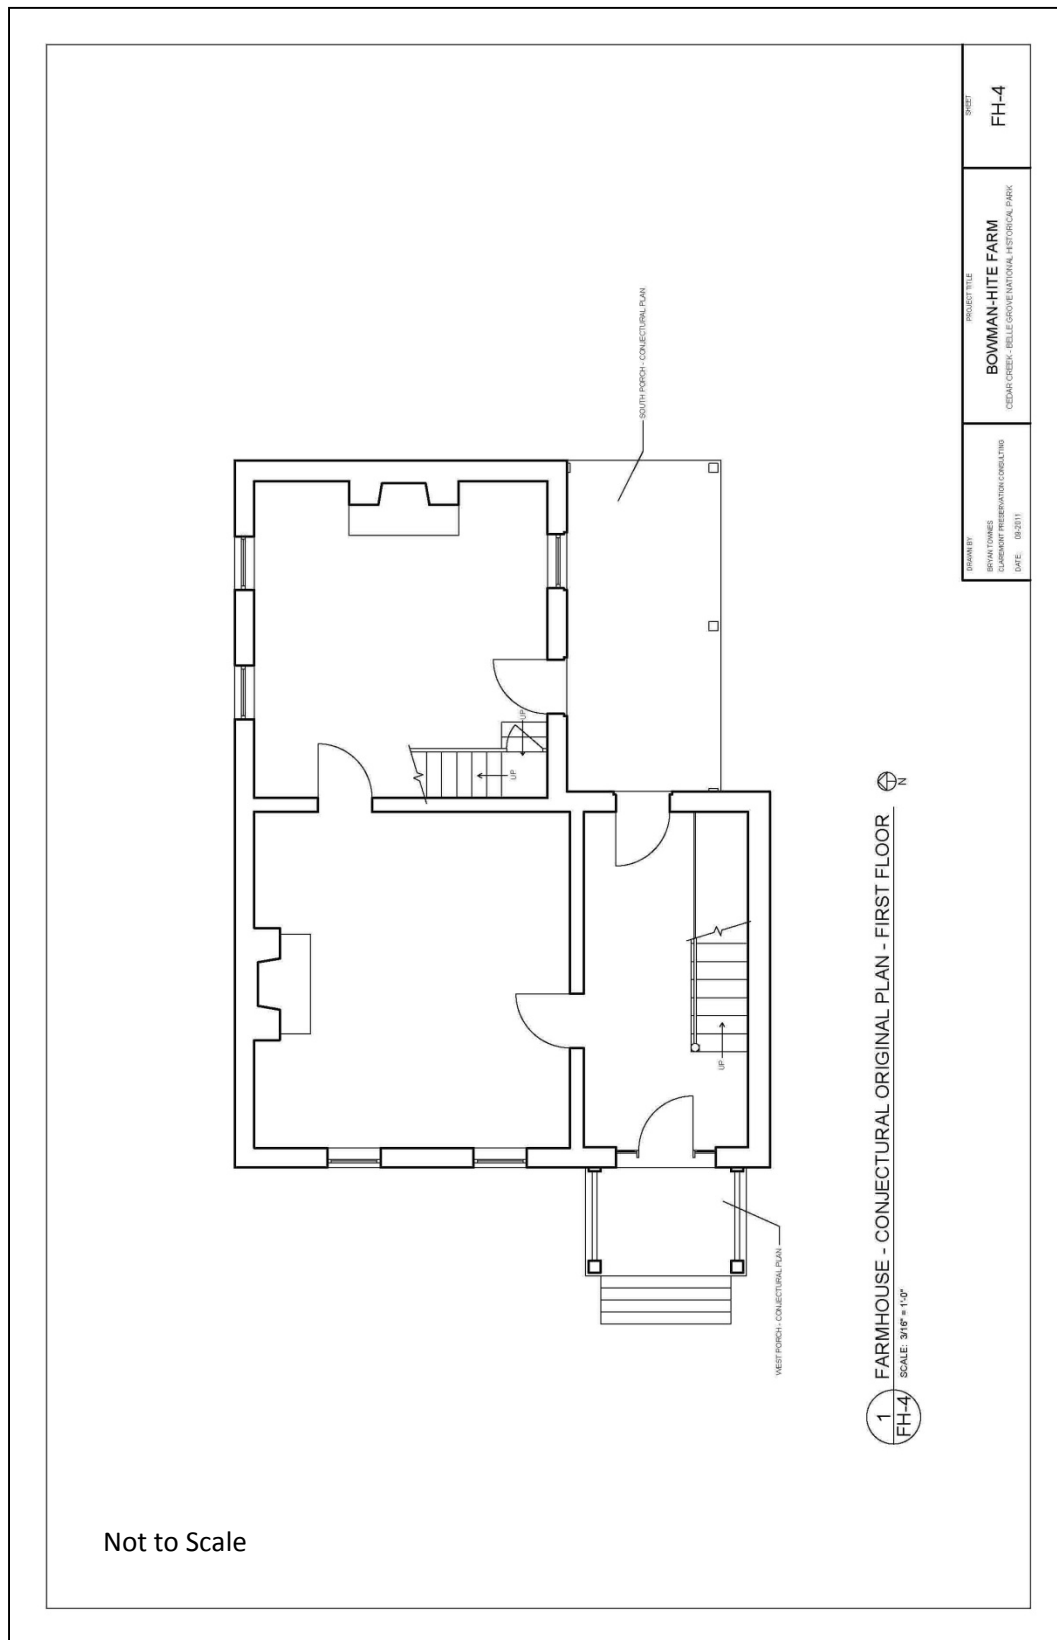 SOUTH PORCH - CONJECTURAL PLAN
UP
UP
UP
WEST PORCH - CONJECTURAL PLAN
1
FH-4
FARMHOUSE - CONJECTURAL ORIGINAL PLAN - FIRST FLOOR
SCALE: 3/16" = 1'-0"
N
DRAWN BY
BRYAN TOWNES
CLAREMONT PRESERVATION CONSULTING
DATE: 09-2011
PROJECT TITLE
BOWMAN-HITE FARM
CEDAR CREEK - BELLE GROVE NATIONAL HISTORICAL PARK
SHEET
FH-4
Not to Scale